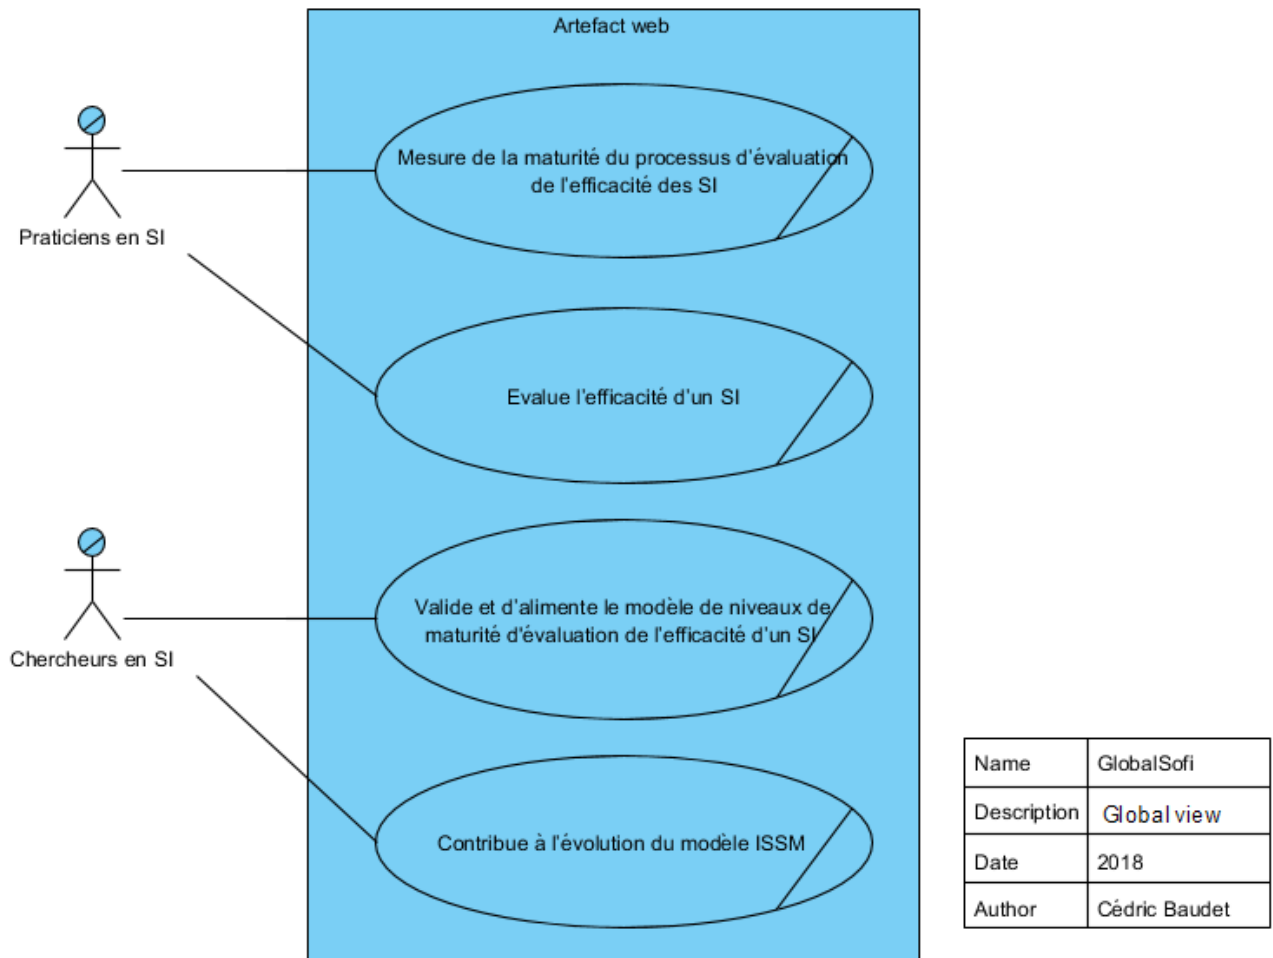 Artefact web
Mesure de la maturité du processus d'évaluation
de l'efficacité des SI
Praticiens en SI
Evalue l'efficacité d'un SI
Valide et d'alimente le modèle de niveaux de
maturité d'évaluation de l'efficacité d'un SI
Chercheurs en SI
Contribue à l'évolution du modèle ISSM
Name GlobalSofi
Description Global view
Date 2018
Author Cédric Baudet